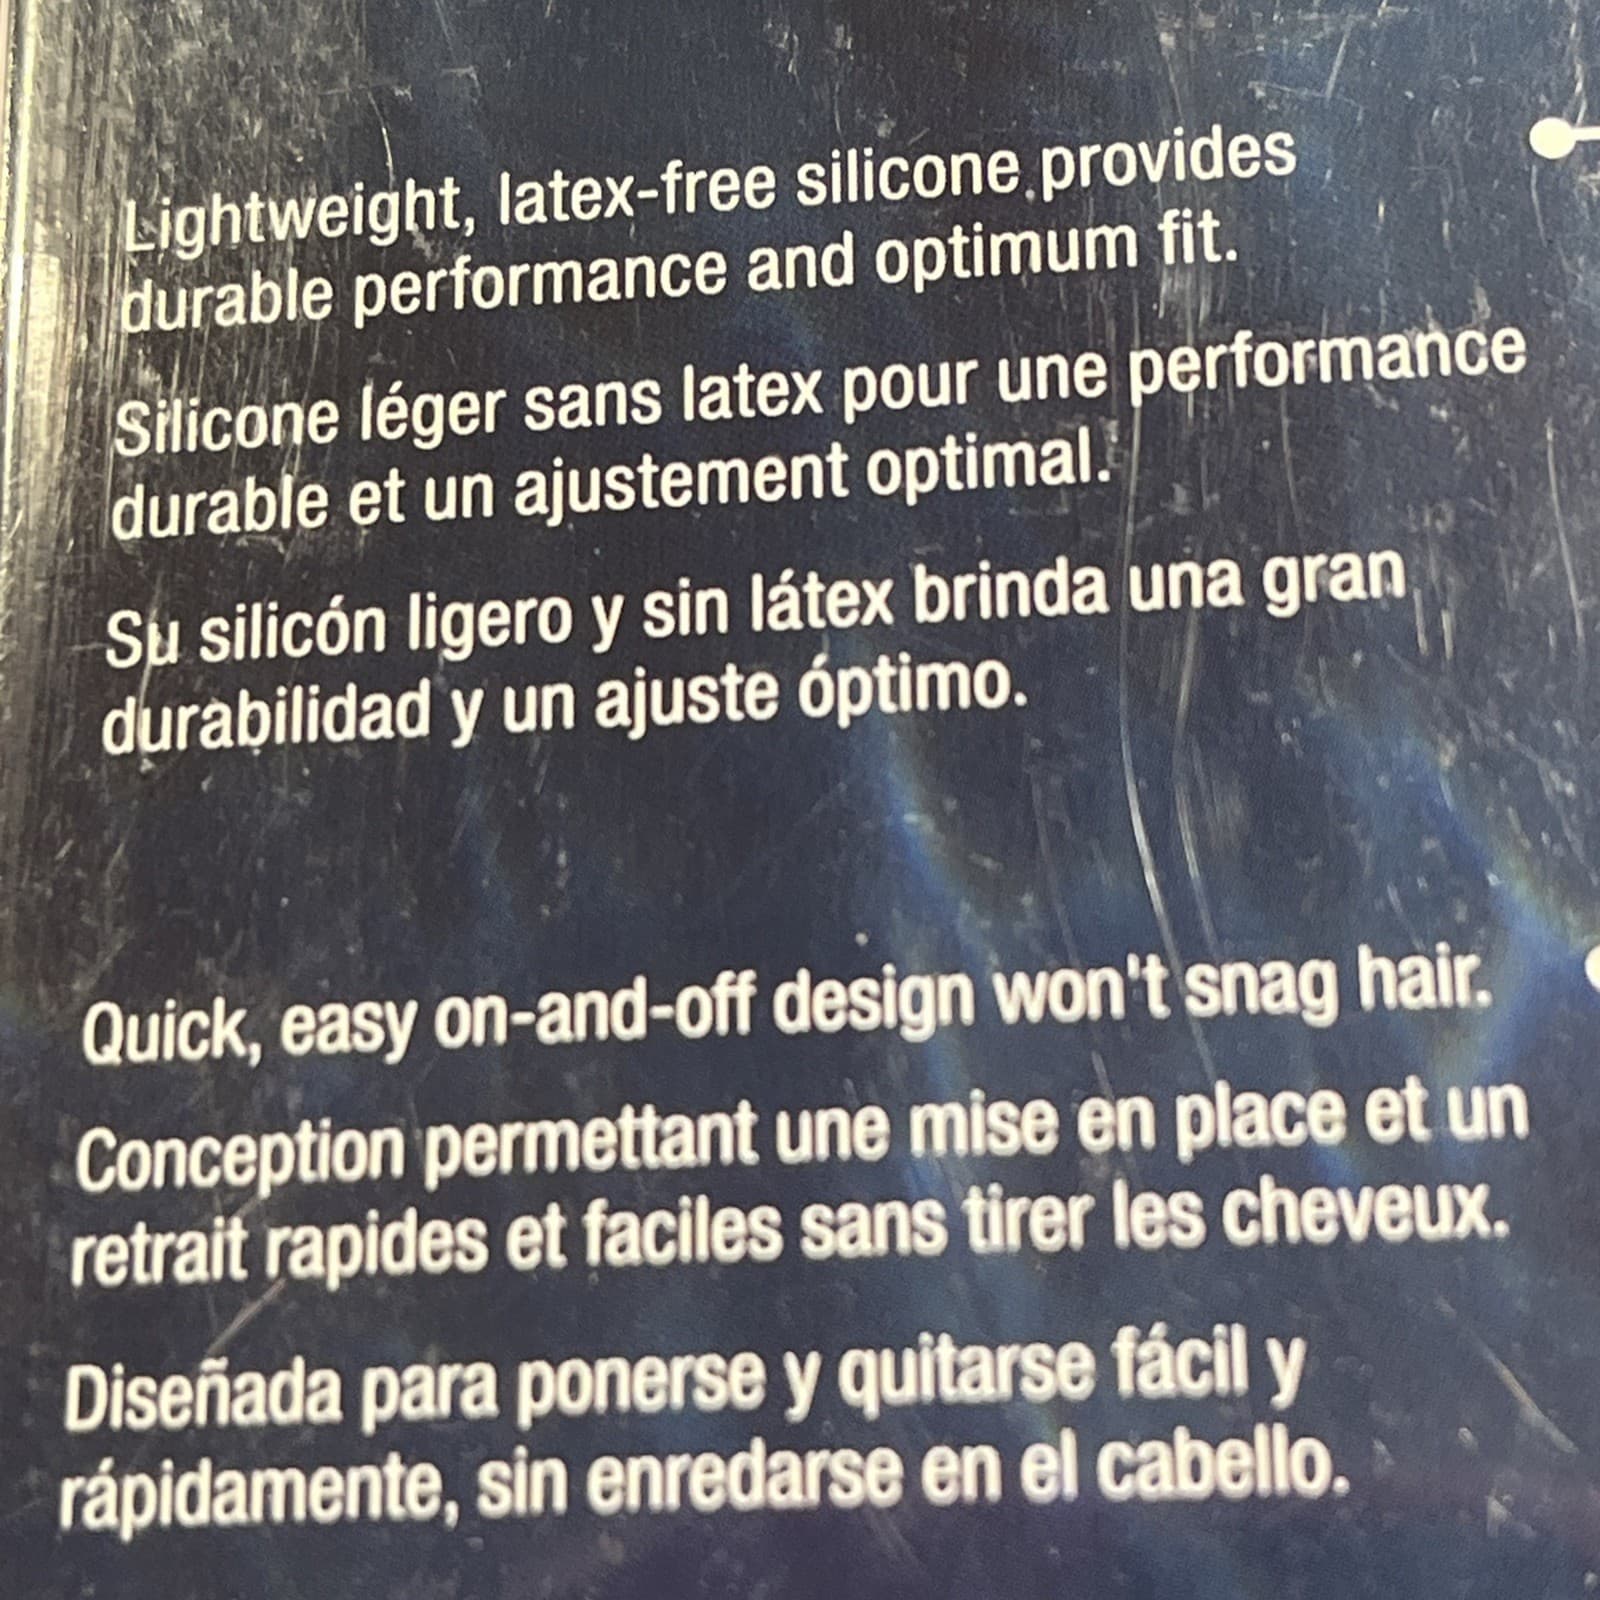 Lightweight, latex-free silicone provides
durable performance and optimum fit.
Silicone léger sans latex pour une performance
durable et un ajustement optimal.
Su silicón ligero y sin látex brinda una gran
durabilidad y un ajuste óptimo.
Quick, easy on-and-off design won't snag hair.
Conception permettant une mise en place et un
retrait rapides et faciles sans tirer les cheveux.
Diseñada para ponerse y quitarse fácil y
rápidamente, sin enredarse en el cabello.